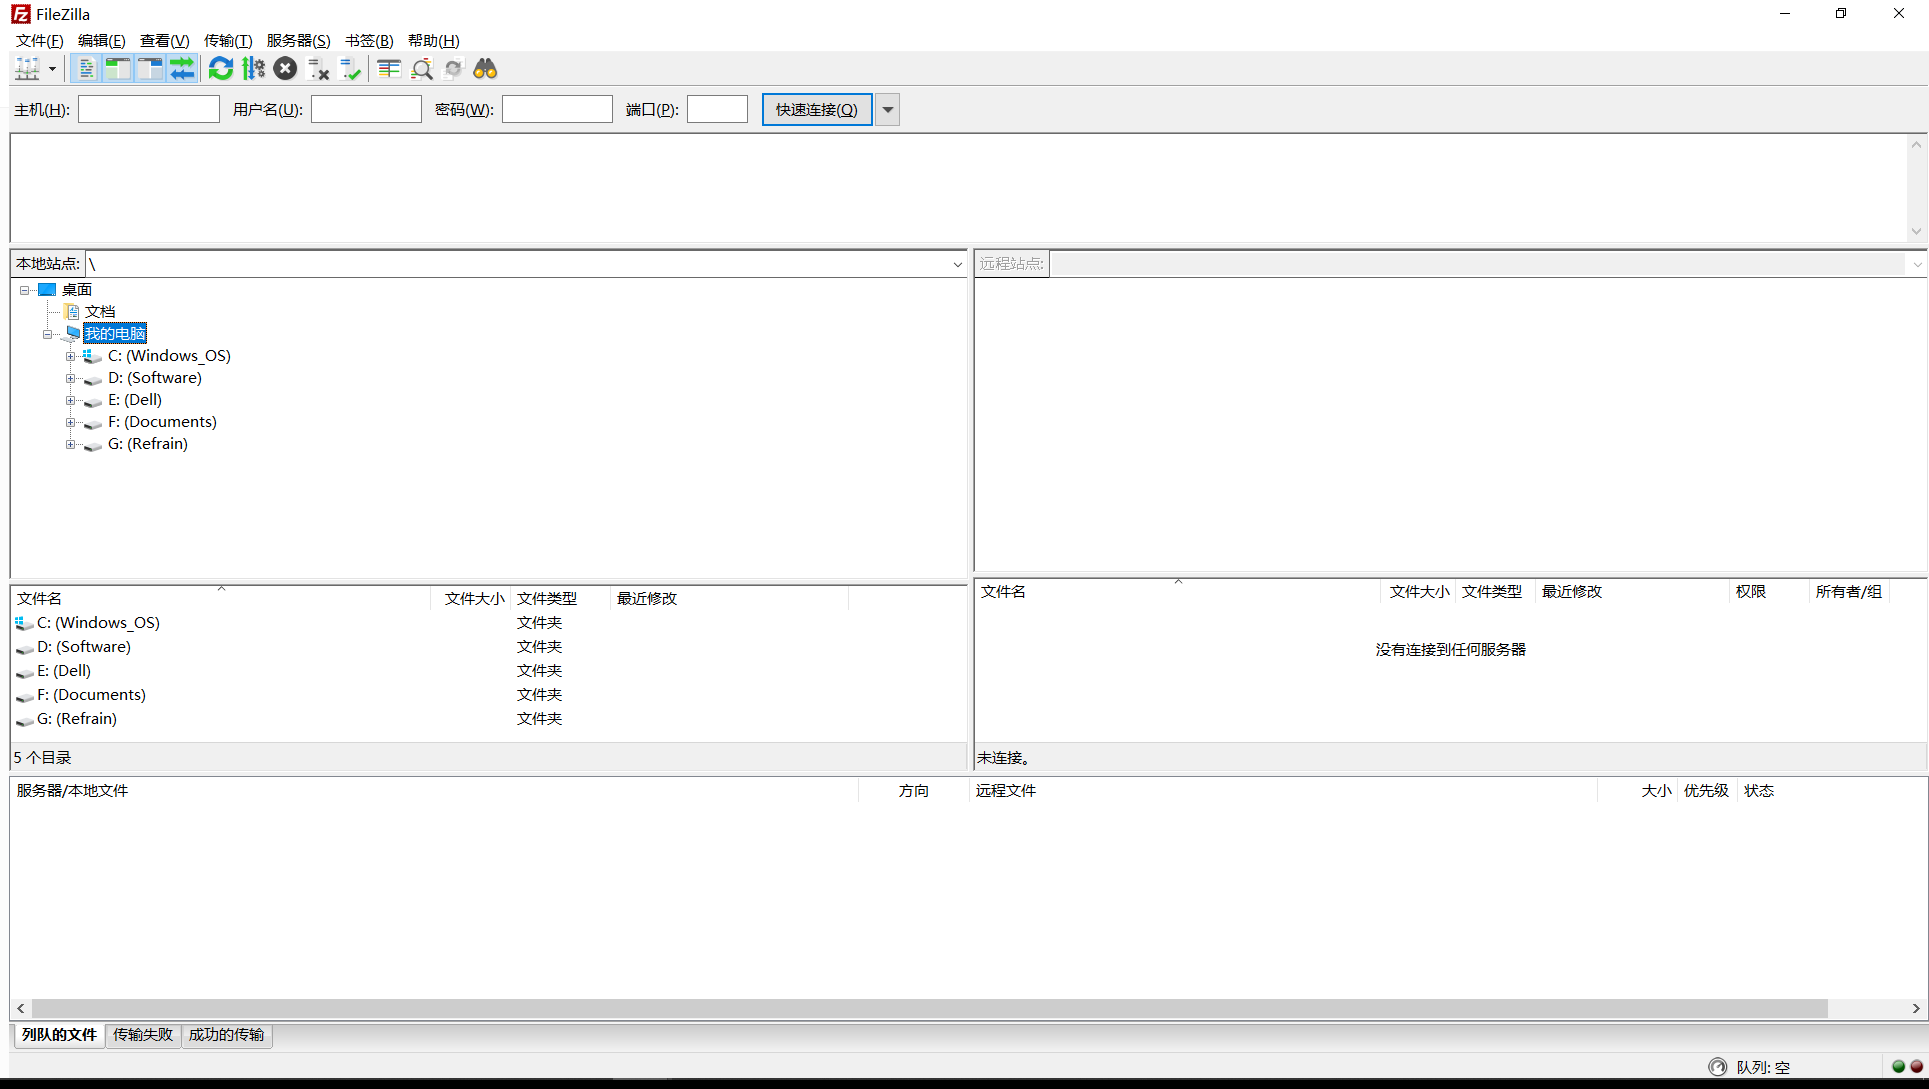 FileZilla
文件(F) 编辑(E) 查看(V) 传输(T) 服务器(S) 书签(B) 帮助(H)
主机(H): 用户名(U): 密码(W): 端口(P): 快速连接(Q)
本地站点: \
桌面
文档
我的电脑
C: (Windows_OS)
D: (Software)
E: (Dell)
F: (Documents)
G: (Refrain)
远程站点:
文件名 文件大小 文件类型 最近修改
C: (Windows_OS) 文件夹
D: (Software) 文件夹
E: (Dell) 文件夹
F: (Documents) 文件夹
G: (Refrain) 文件夹
5 个目录
文件名 文件大小 文件类型 最近修改 权限 所有者/组
没有连接到任何服务器
未连接。
服务器/本地文件 方向 远程文件 大小 优先级 状态
列队的文件 传输失败 成功的传输
队列: 空